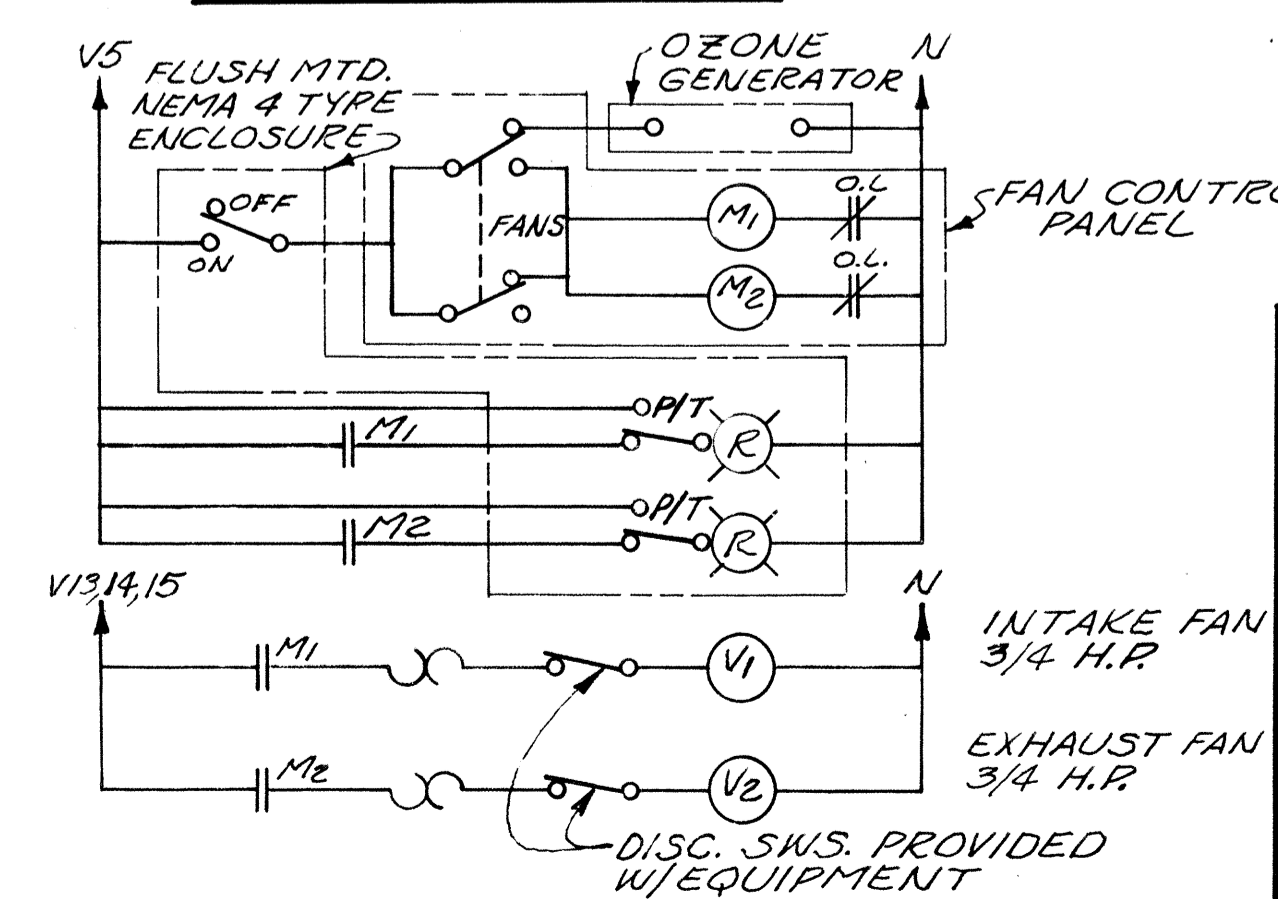 V5
FLUSH MTD.
NEMA 4 TYPE
ENCLOSURE
OZONE
GENERATOR
N
OFF
ON
FANS
M1
O.L
M2
O.L.
FAN CONTRO
PANEL
P/T
M1
R
P/T
M2
R
V13,14,15
N
M1
V1
INTAKE FAN
3/4 H.P.
M2
V2
EXHAUST FAN
3/4 H.P.
DISC. SWS. PROVIDED
W/EQUIPMENT